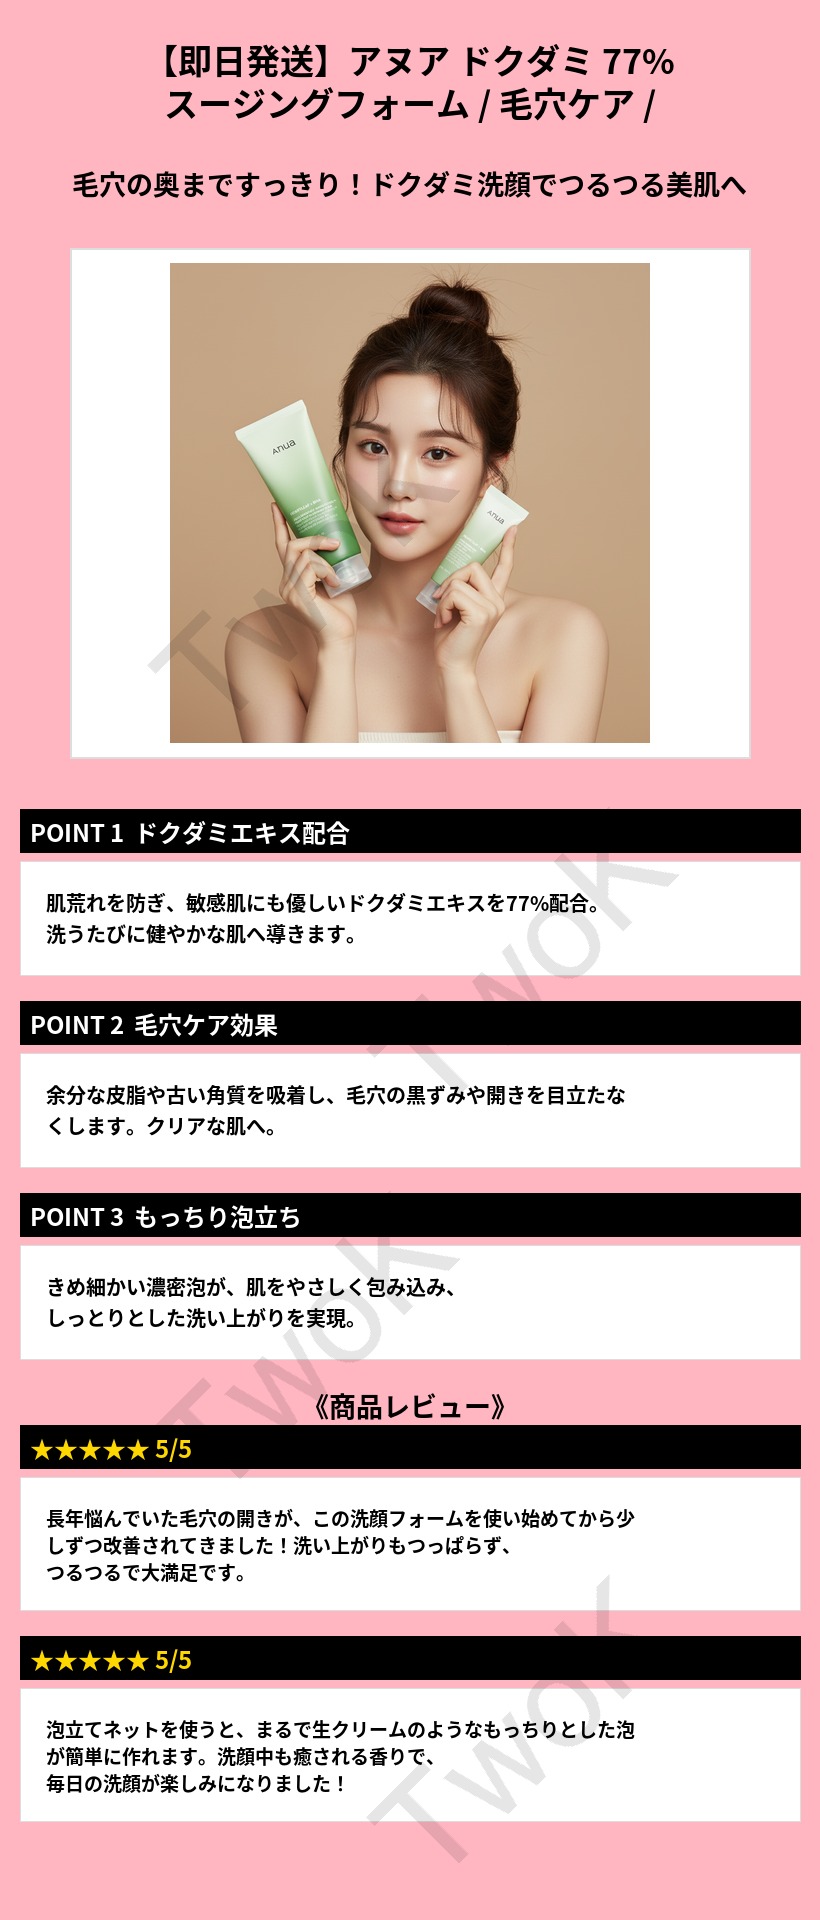 【即日発送】アヌア ドクダミ 77%
スージングフォーム / 毛穴ケア /
毛穴の奥まですっきり！ドクダミ洗顔でつるつる美肌へ
Anua
Anua
Twok
POINT 1 ドクダミエキス配合
肌荒れを防ぎ、敏感肌にも優しいドクダミエキスを77%配合。
洗うたびに健やかな肌へ導きます。
Twok
POINT 2 毛穴ケア効果
余分な皮脂や古い角質を吸着し、毛穴の黒ずみや開きを目立たな
くします。クリアな肌へ。
POINT 3 もっちり泡立ち
きめ細かい濃密泡が、肌をやさしく包み込み、
しっとりとした洗い上がりを実現。
Twok
《商品レビュー》
★★★★★ 5/5
長年悩んでいた毛穴の開きが、この洗顔フォームを使い始めてから少
しずつ改善されてきました！洗い上がりもつっぱらず、
つるつるで大満足です。
★★★★★ 5/5
泡立てネットを使うと、まるで生クリームのようなもっちりとした泡
が簡単に作れます。洗顔中も癒される香りで、
毎日の洗顔が楽しみになりました！
Twok